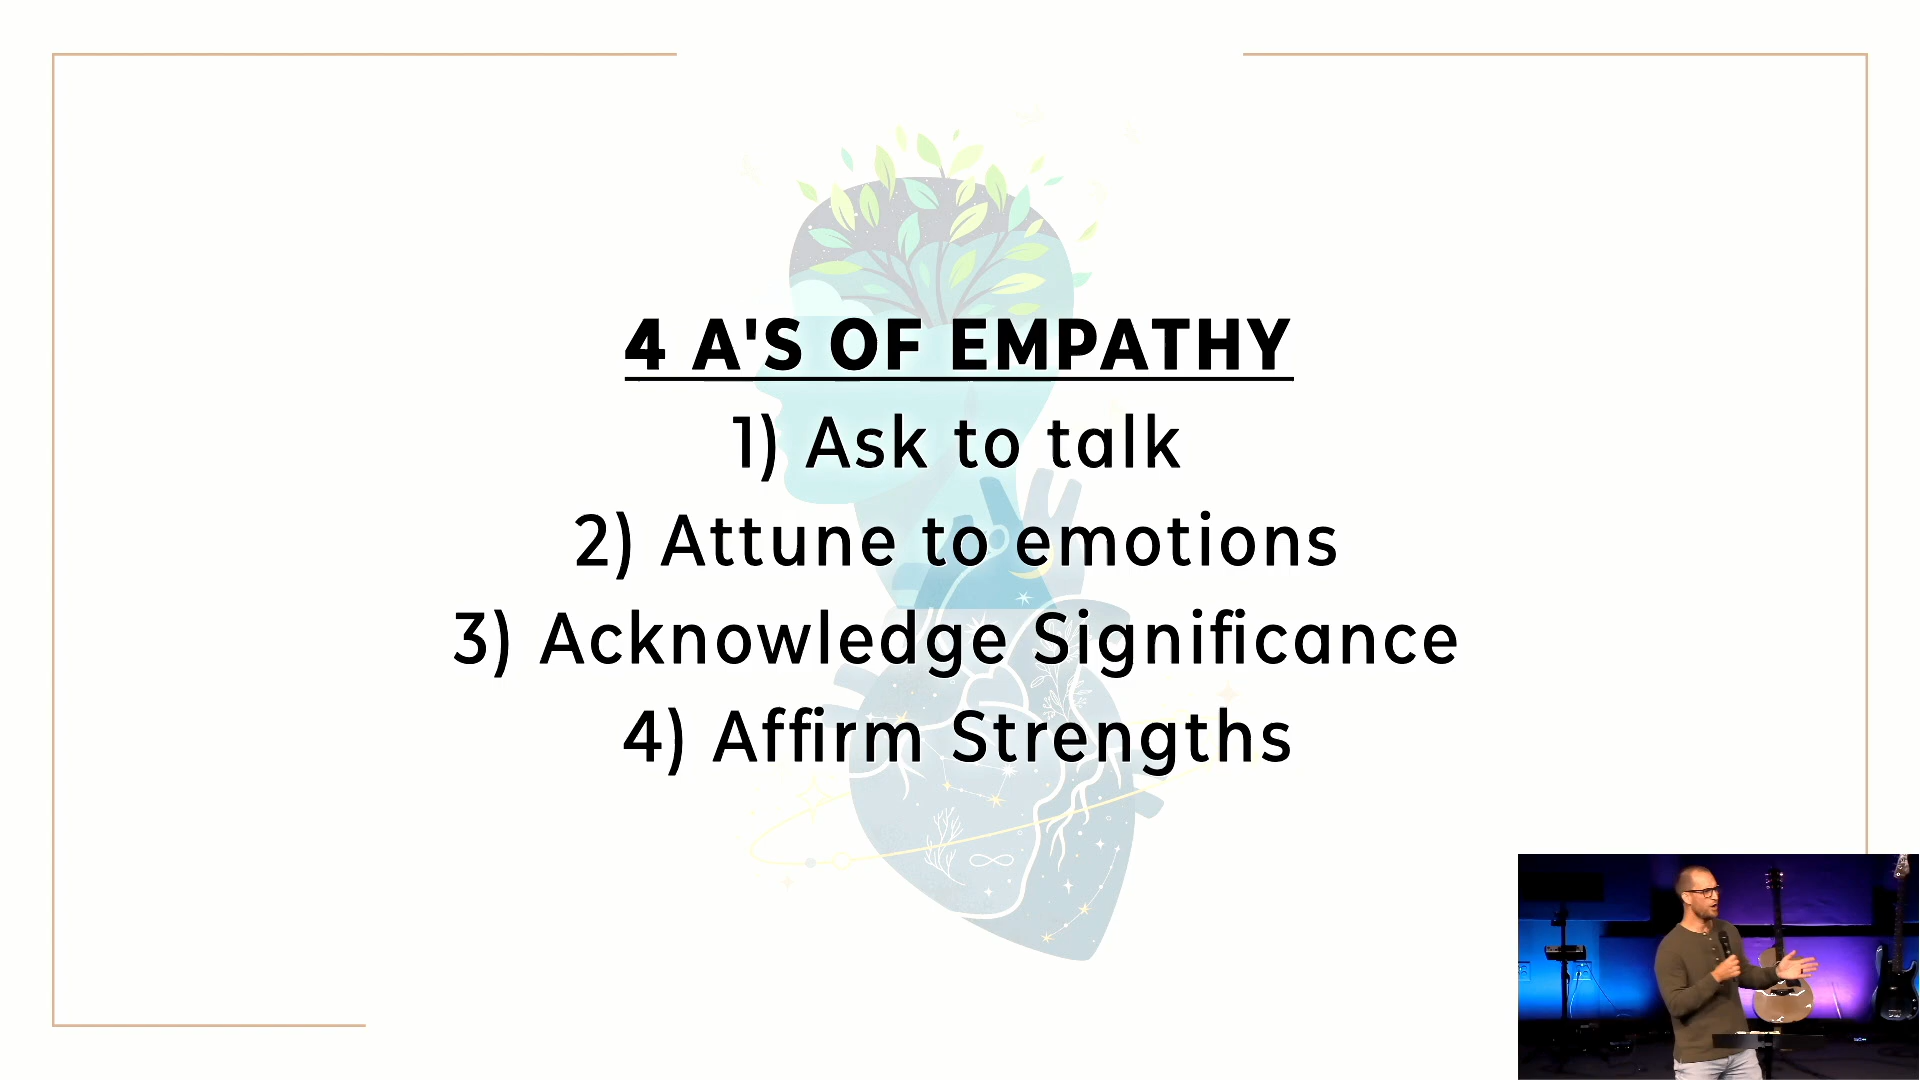 4 A'S OF EMPATHY
1) Ask to talk
2) Attune to emotions
3) Acknowledge Significance
4) Affirm Strengths